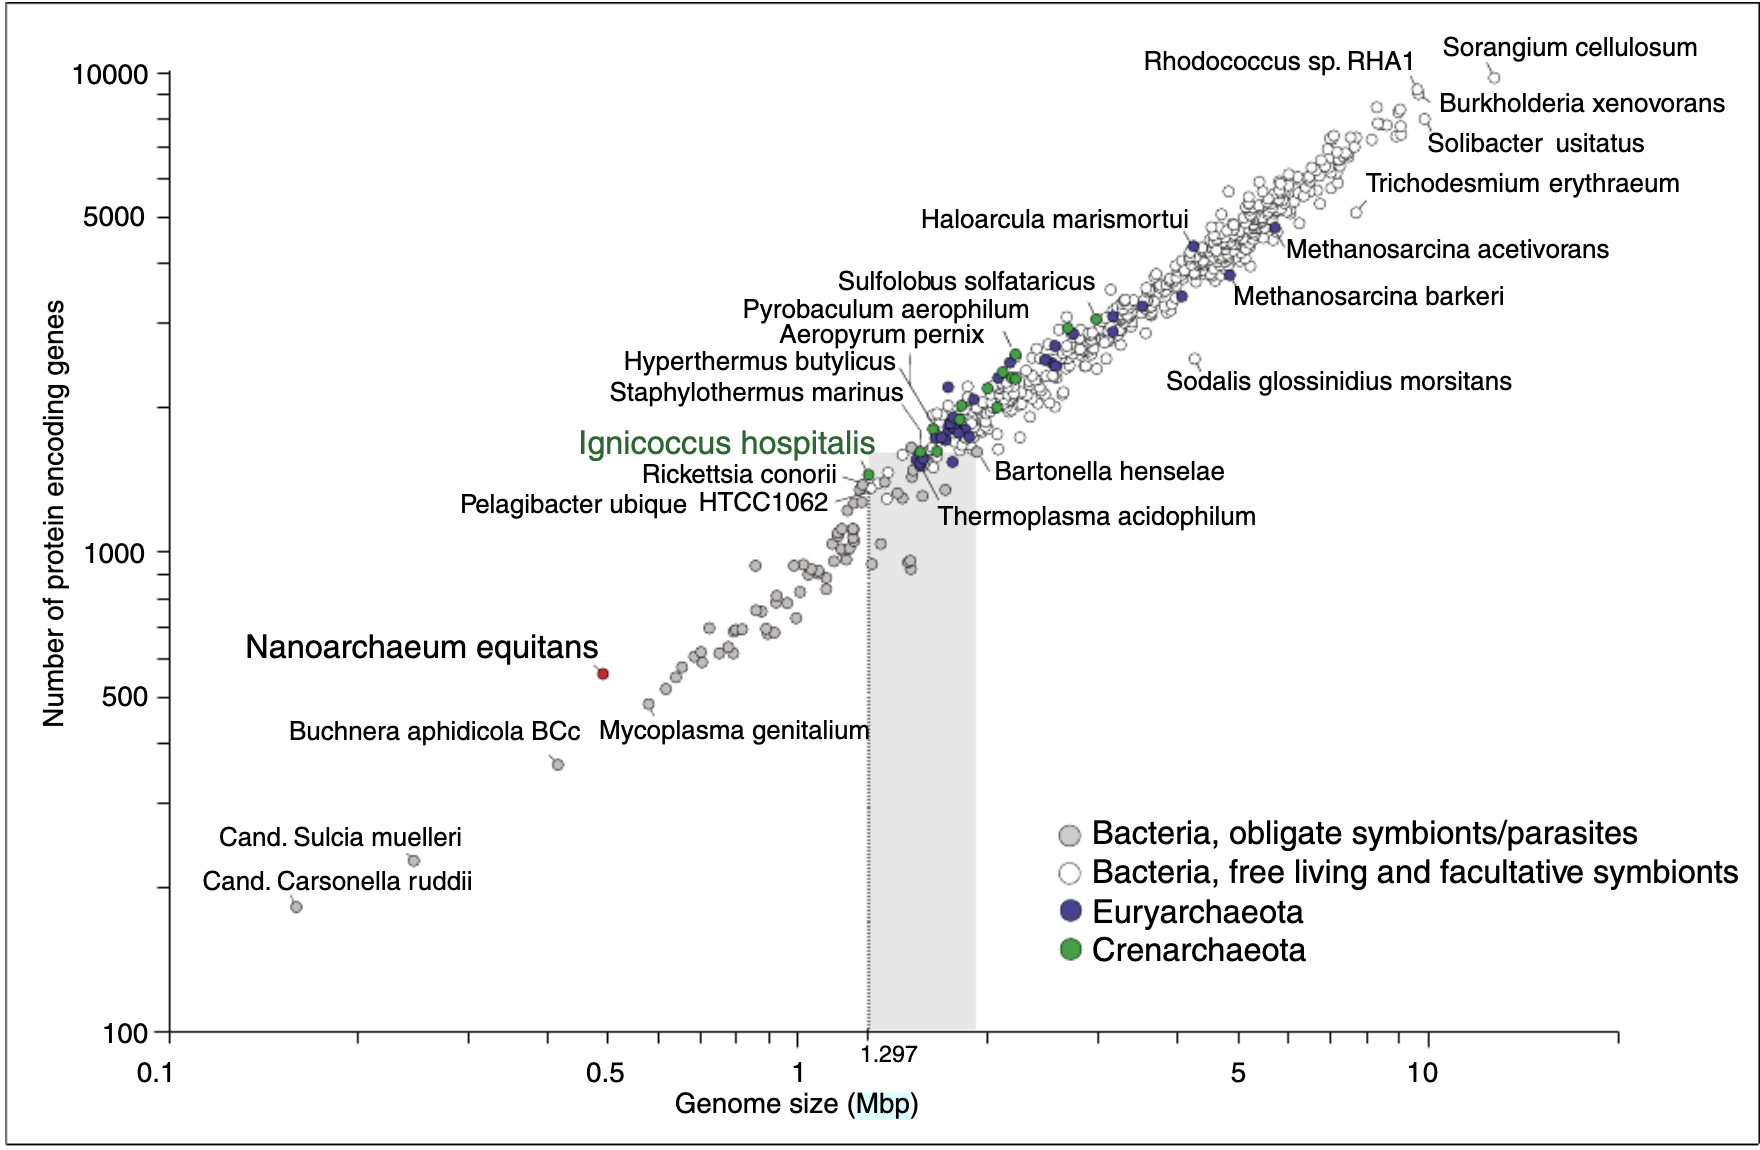 Sorangium cellulosum
Rhodococcus sp. RHA1
10000
Burkholderia xenovorans
Solibacter usitatus
Trichodesmium erythraeum
5000
Haloarcula marismortui
Methanosarcina acetivorans
Sulfolobus solfataricus
Methanosarcina barkeri
Pyrobaculum aerophilum
Aeropyrum pernix
Hyperthermus butylicus
Sodalis glossinidius morsitans
Staphylothermus marinus
Ignicoccus hospitalis
Bartonella henselae
Rickettsia conorii
Pelagibacter ubique HTCC1062
Thermoplasma acidophilum
1000
Number of protein encoding genes
Nanoarchaeum equitans
500
Buchnera aphidicola BCc
Mycoplasma genitalium
Cand. Sulcia muelleri
Cand. Carsonella ruddii
Bacteria, obligate symbionts/parasites
Bacteria, free living and facultative symbionts
Euryarchaeota
Crenarchaeota
100
1.297
0.1
0.5
1
5
10
Genome size (Mbp)